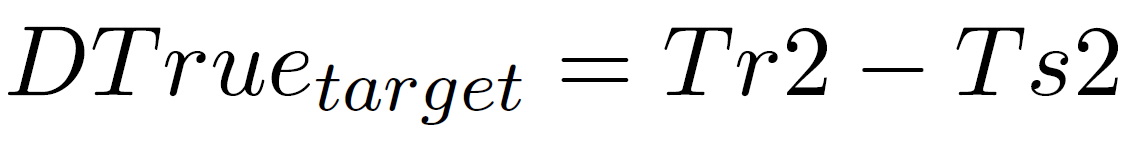 DTrue_{target} = Tr2 − Ts2